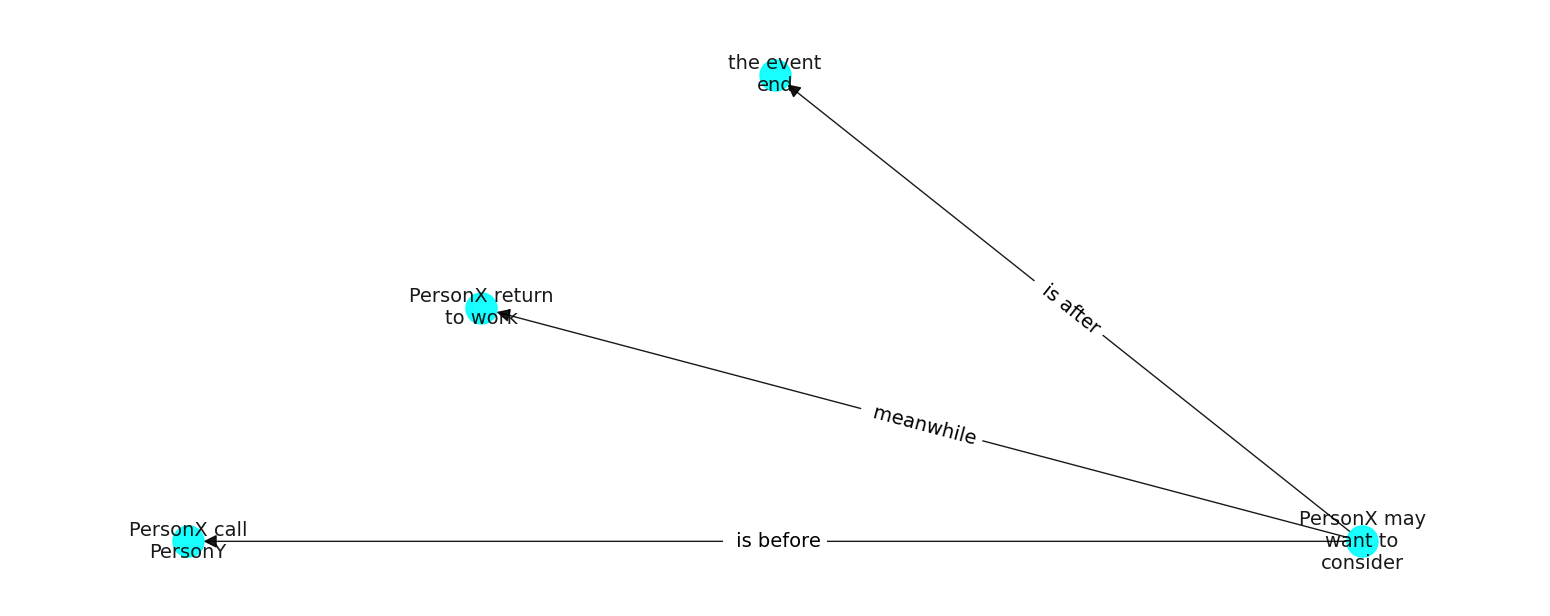 the event
end
is after
PersonX return
to work
meanwhile
PersonX may
want to
consider
PersonX call
PersonY
is before